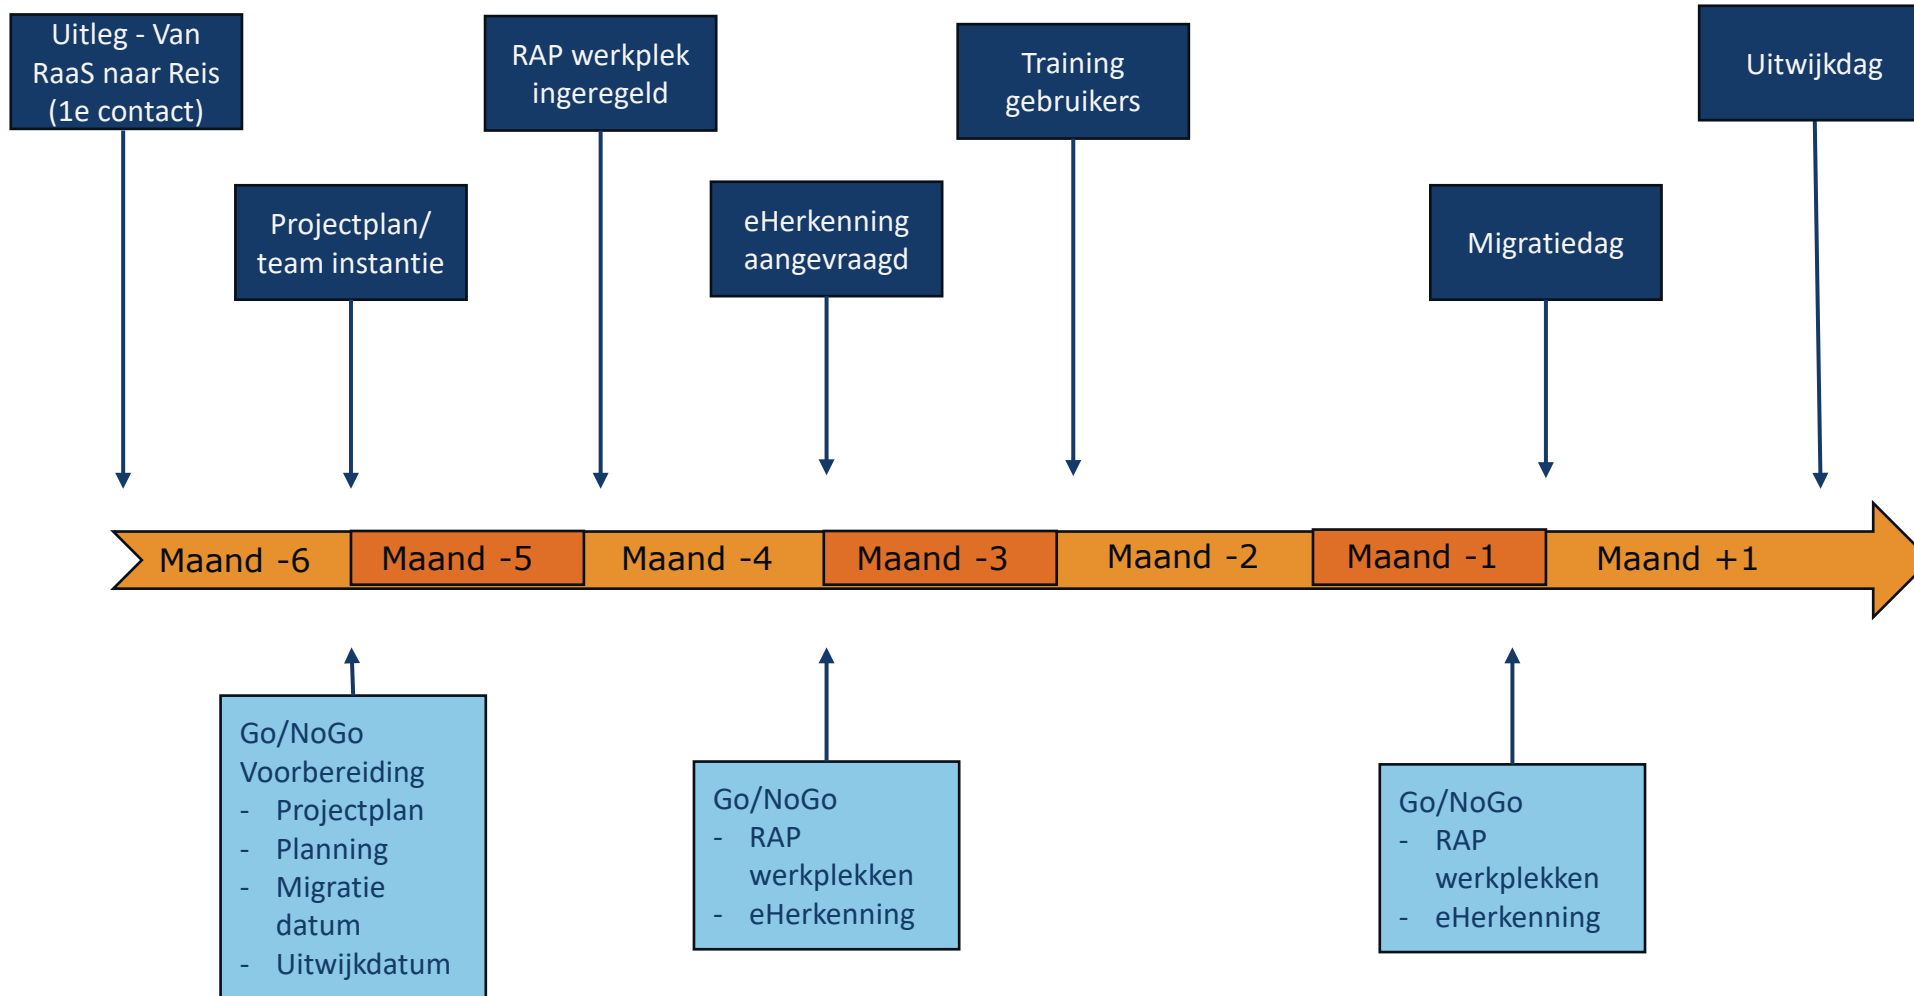 Uitleg - Van
RaaS naar Reis
(1e contact)
RAP werkplek
ingeregeld
Training
gebruikers
Uitwijkdag
Projectplan/
team instantie
eHerkenning
aangevraagd
Migratiedag
Maand -6
Maand -5
Maand -4
Maand -3
Maand -2
Maand -1
Maand +1
Go/NoGo
Voorbereiding
- Projectplan
- Planning
- Migratie
datum
- Uitwijkdatum
Go/NoGo
- RAP
werkplekken
- eHerkenning
Go/NoGo
- RAP
werkplekken
- eHerkenning